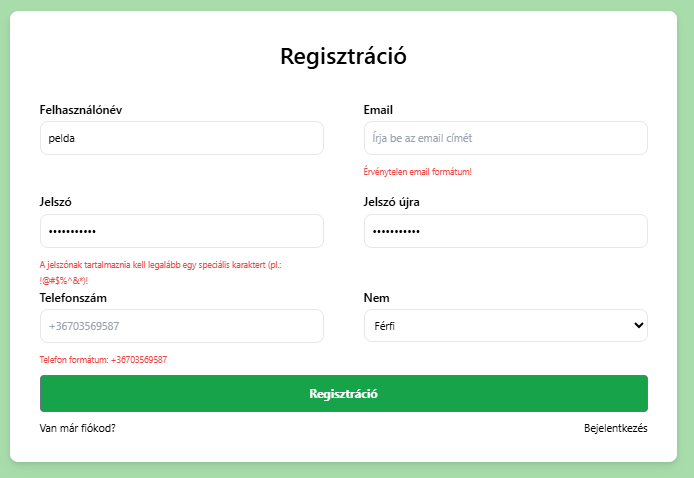 Regisztráció
Felhasználónév
Email
pelda
Írja be az email címét
Érvénytelen email formátum!
Jelszó
Jelszó újra
•••••••••••
•••••••••••
A jelszónak tartalmaznia kell legalább egy speciális karaktert (pl.:
!@#$%^&*)!
Telefonszám
Nem
+36703569587
Férfi
Telefon formátum: +36703569587
Regisztráció
Van már fiókod?
Bejelentkezés